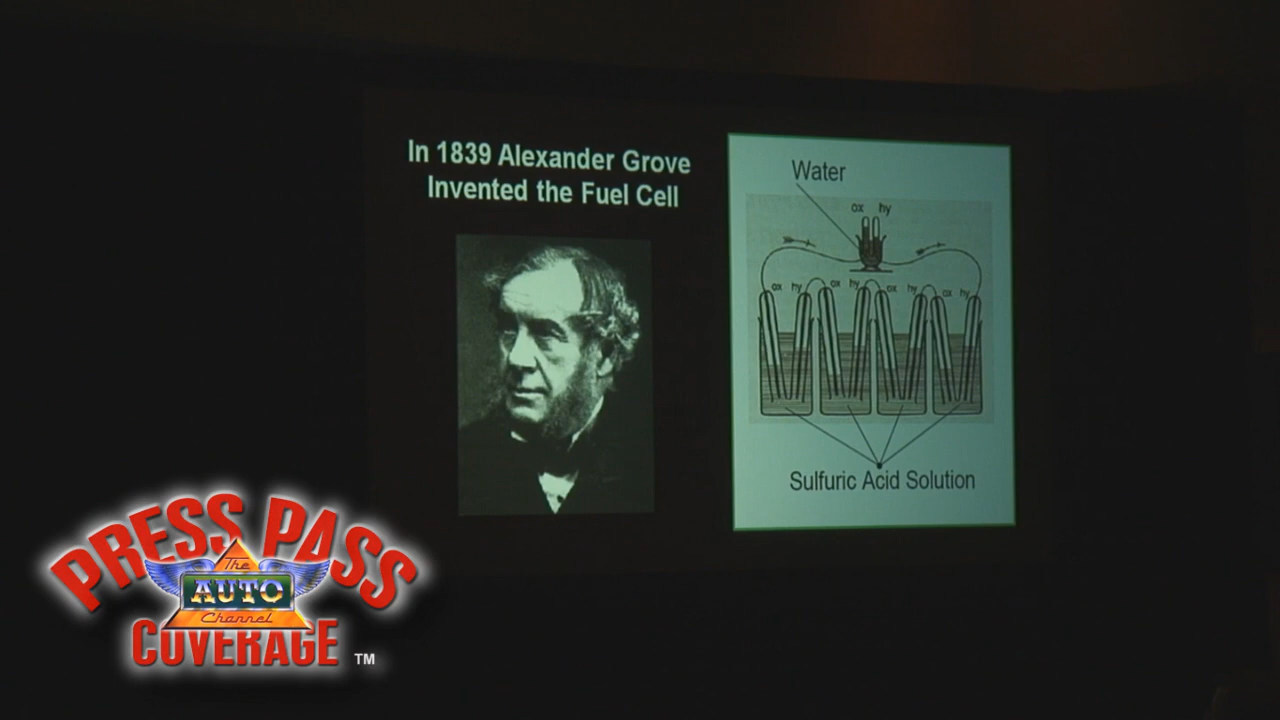 In 1839 Alexander Grove
Invented the Fuel Cell
Water
ox hy
ox hy ox hy ox hy ox hy
Sulfuric Acid Solution
PRESS PASS
The
AUTO
Channel
COVERAGE TM